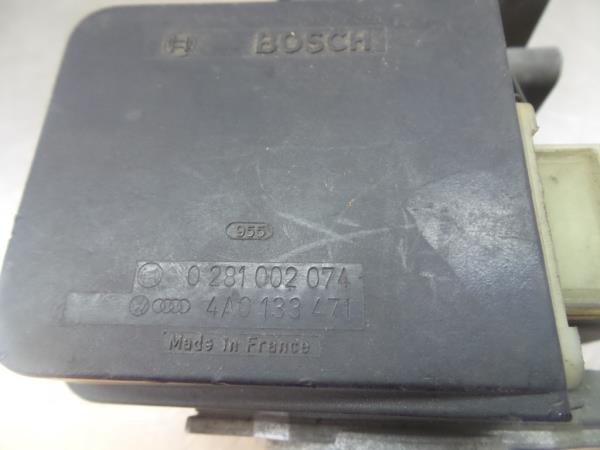 BOSCH
955
0 281 002 074
4A0 133 471
Made in France